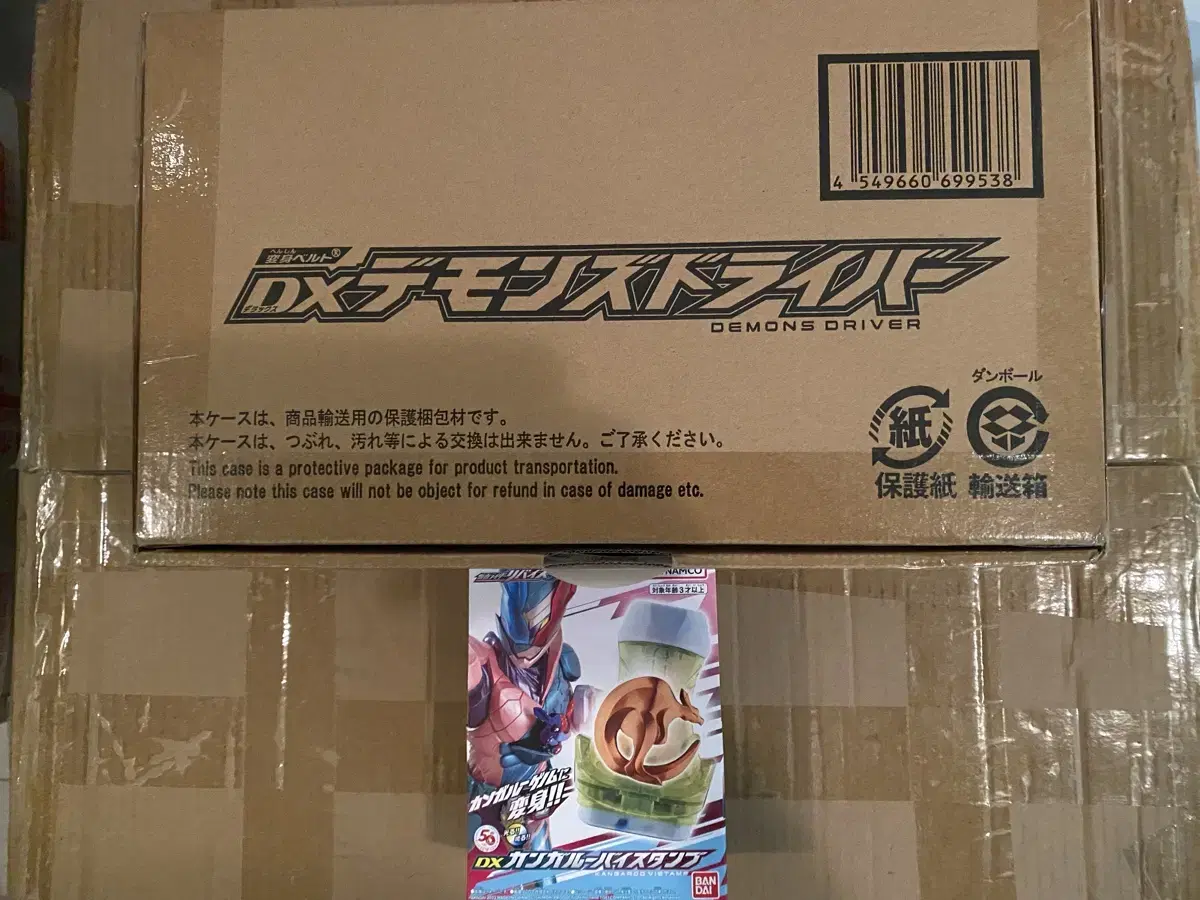 4 549660 699538
へんしん
変身ベルト®
DXデモンズドライバー
デラックス
DEMONS DRIVER
ダンボール
本ケースは、商品輸送用の保護梱包材です。
本ケースは、つぶれ、汚れ等による交換は出来ません。ご了承ください。
This case is a protective package for product transportation.
Please note this case will not be object for refund in case of damage etc.
紙
保護紙 輸送箱
リバイス
NAMCO
対象年齢3才以上
カンガルーゲノムに
変身!!
50
DXカンガルーバイスタンプ
KANGAROO VISTAMP
BAN
DAI